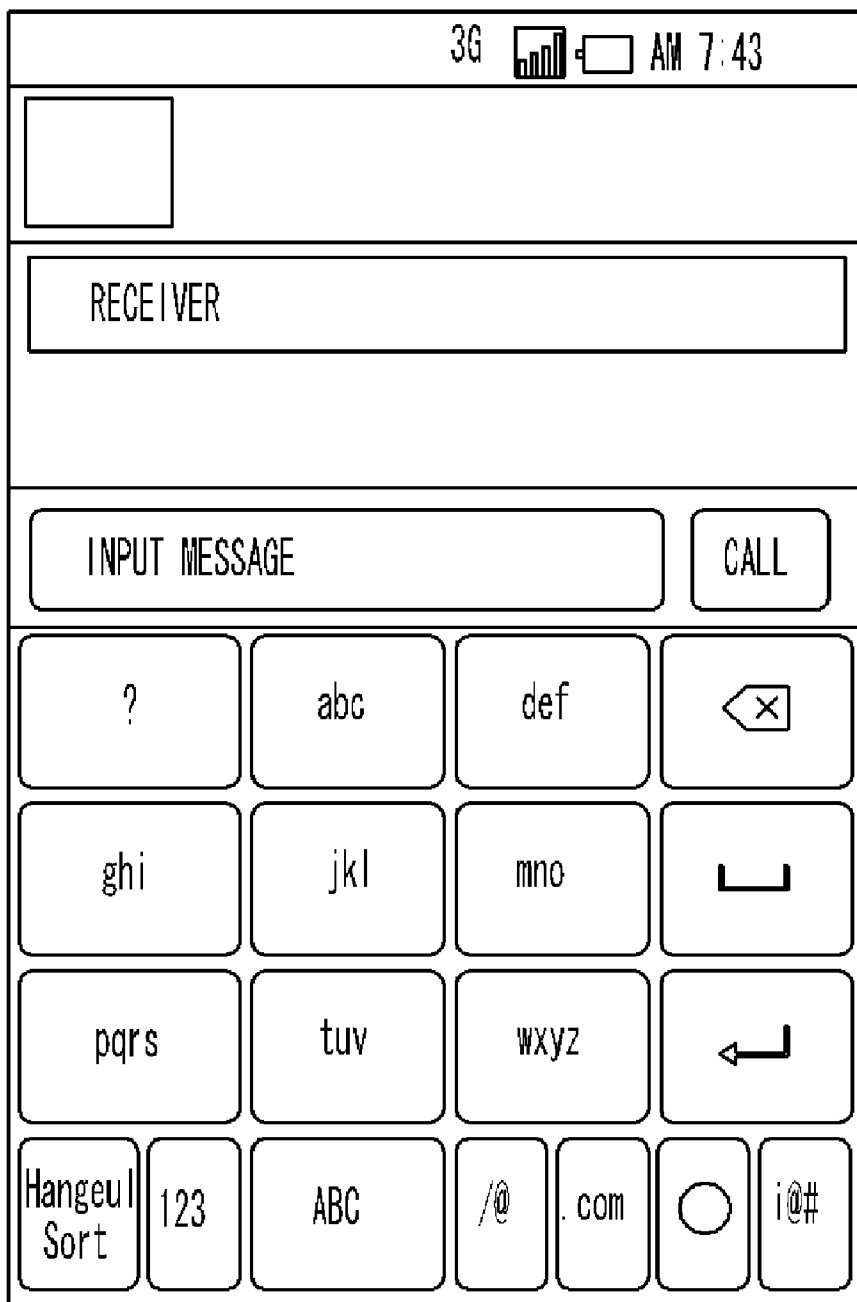 3G AM 7:43
RECEIVER
INPUT MESSAGE CALL
? abc def
ghi jkl mno
pqrs tuv wxyz
Hangeul
Sort 123 ABC /@ .com i@#